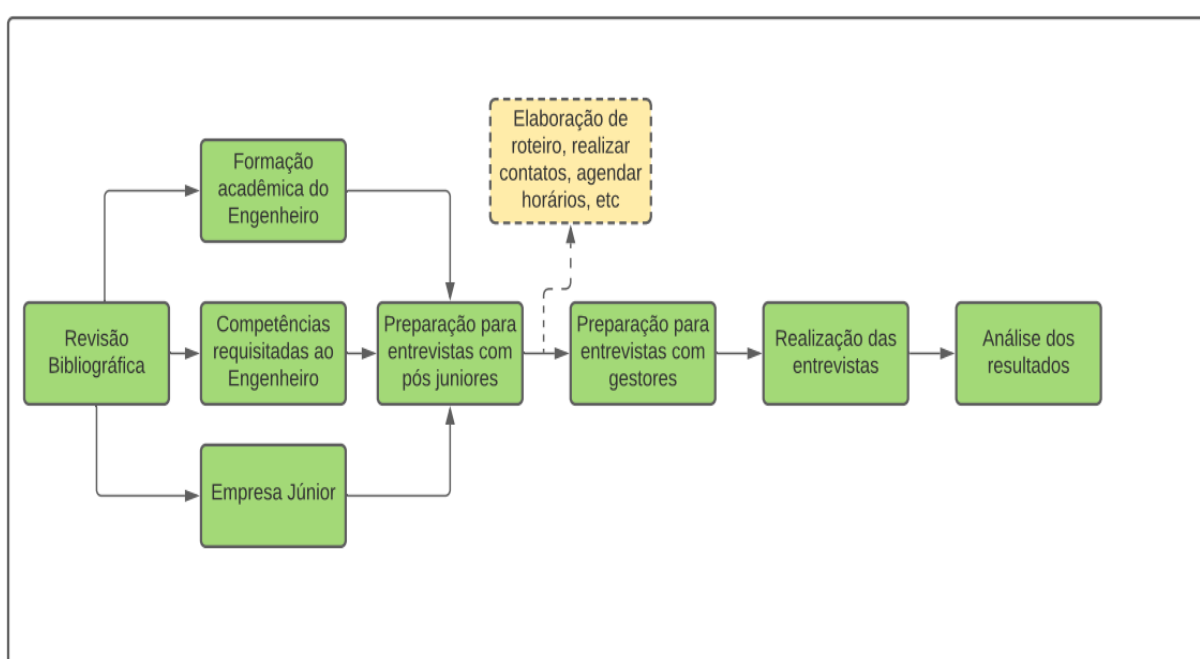 Elaboração de
roteiro, realizar
contatos, agendar
horários, etc
Formação
acadêmica do
Engenheiro
Revisão
Bibliográfica
Competências
requisitadas ao
Engenheiro
Preparação para
entrevistas com
pós juniores
Preparação para
entrevistas com
gestores
Realização das
entrevistas
Análise dos
resultados
Empresa Júnior